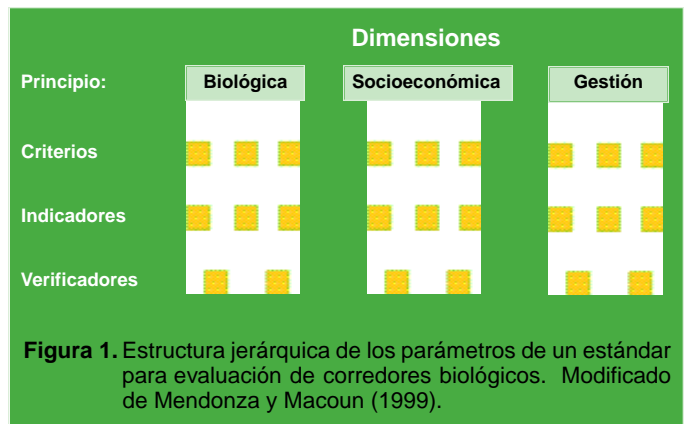 Dimensiones
Principio: Biológica Socioeconómica Gestión
Criterios
Indicadores
Verificadores
Figura 1. Estructura jerárquica de los parámetros de un estándar
para evaluación de corredores biológicos. Modificado
de Mendonza y Macoun (1999).